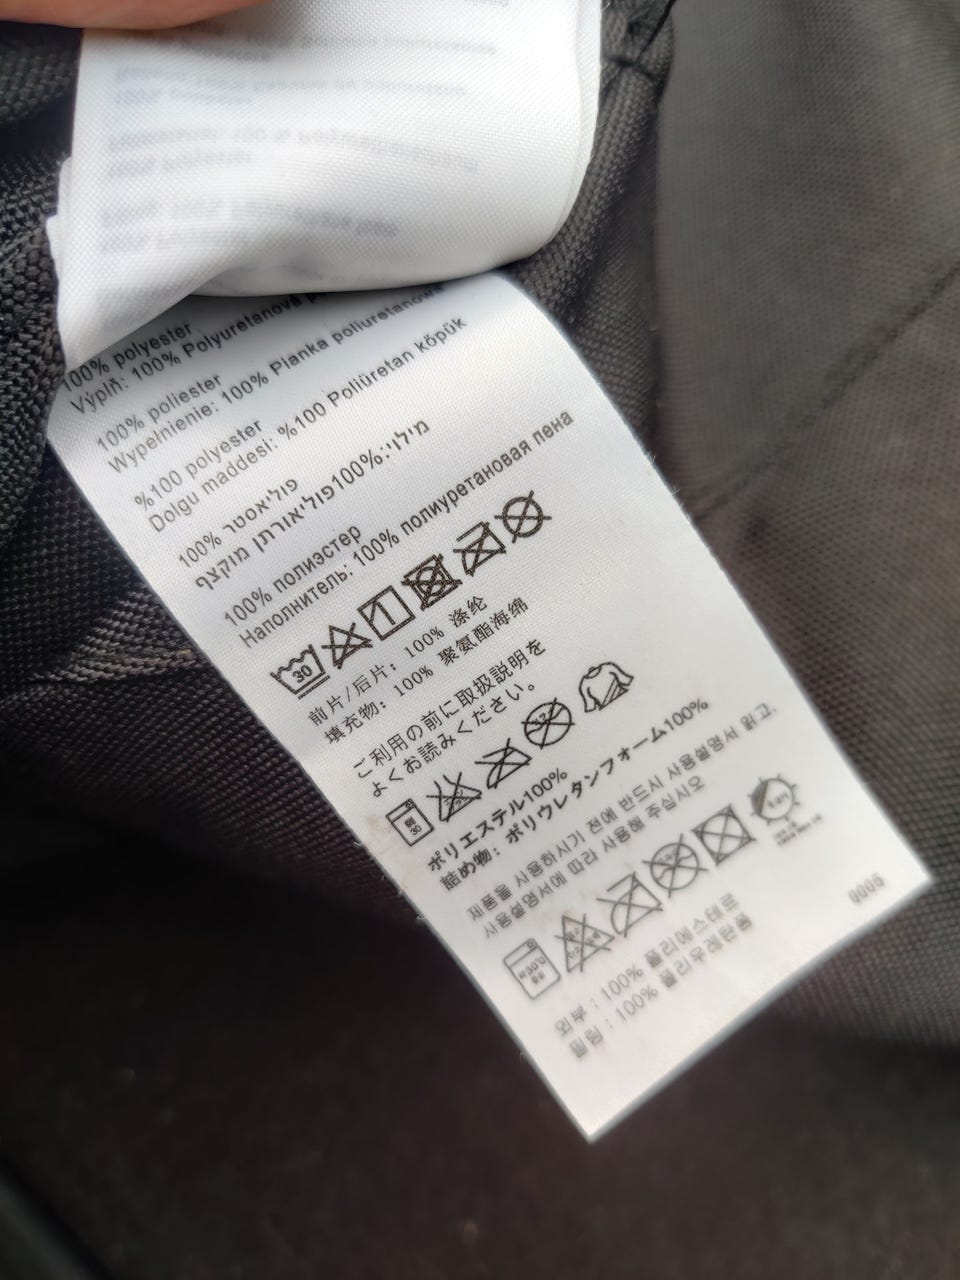 100% polyester
Výplň: 100% Polyuretanová
100% poliester
Wypełnienie: 100% Pianka poliuretanowa
%100 polyester
Dolgu maddesi: %100 Poliüretan köpük
100% פוליאסטר
מילוי:100%פוליאורתן מוקצף
100% полиэстер
Наполнитель: 100% полиуретановая пена
30
前片/后片: 100% 涤纶
填充物: 100% 聚氨酯海绵
ご利用の前に取扱説明を
よくお読みください。
30
ポリエステル100%
詰め物: ポリウレタンフォーム100%
제품을 사용하시기 전에 반드시 사용설명서 읽고.
사용설명서에 따라 사용해 주십시오
외부 : 100% 폴리에스테르
필링 : 100% 폴리우레탄폼
0006